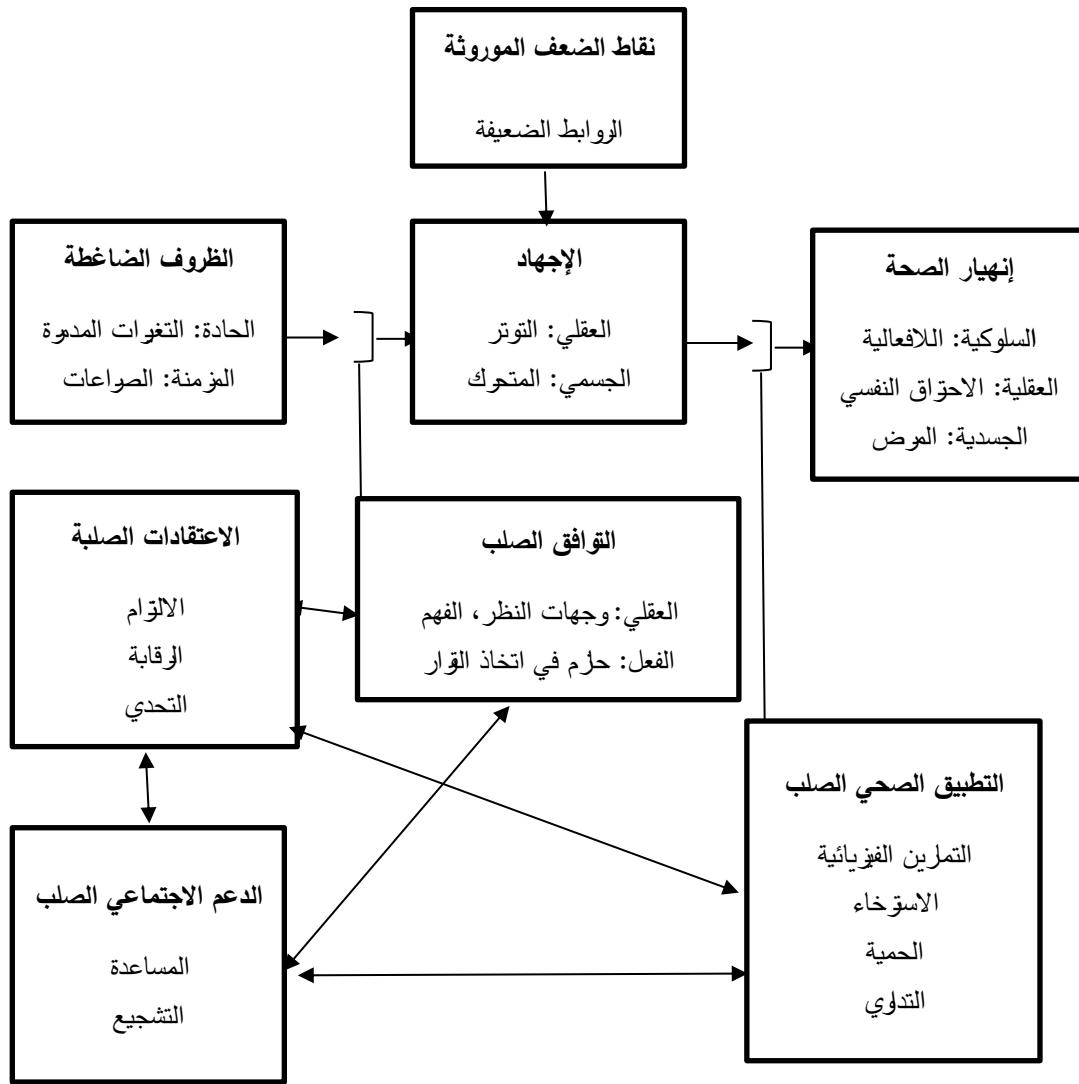 نقاط الضعف الموروثة
الروابط الضعيفة
الظروف الضاغطة
الحادة: التغيرات المدمرة
المزمنة: الصراعات
الإجهاد
العقلي: التوتر
الجسمي: المتحرك
إنهيار الصحة
السلوكية: اللافعالية
العقلية: الاحتراق النفسي
الجسدية: المرض
الاعتقادات الصلبة
الالتزام
الرقابة
التحدي
التوافق الصلب
العقلي: وجهات النظر، الفهم
الفعل: حازم في اتخاذ القرار
التطبيق الصحي الصلب
التمارين الفيزيائية
الاسترخاء
الحمية
التداوي
الدعم الاجتماعي الصلب
المساعدة
التشجيع